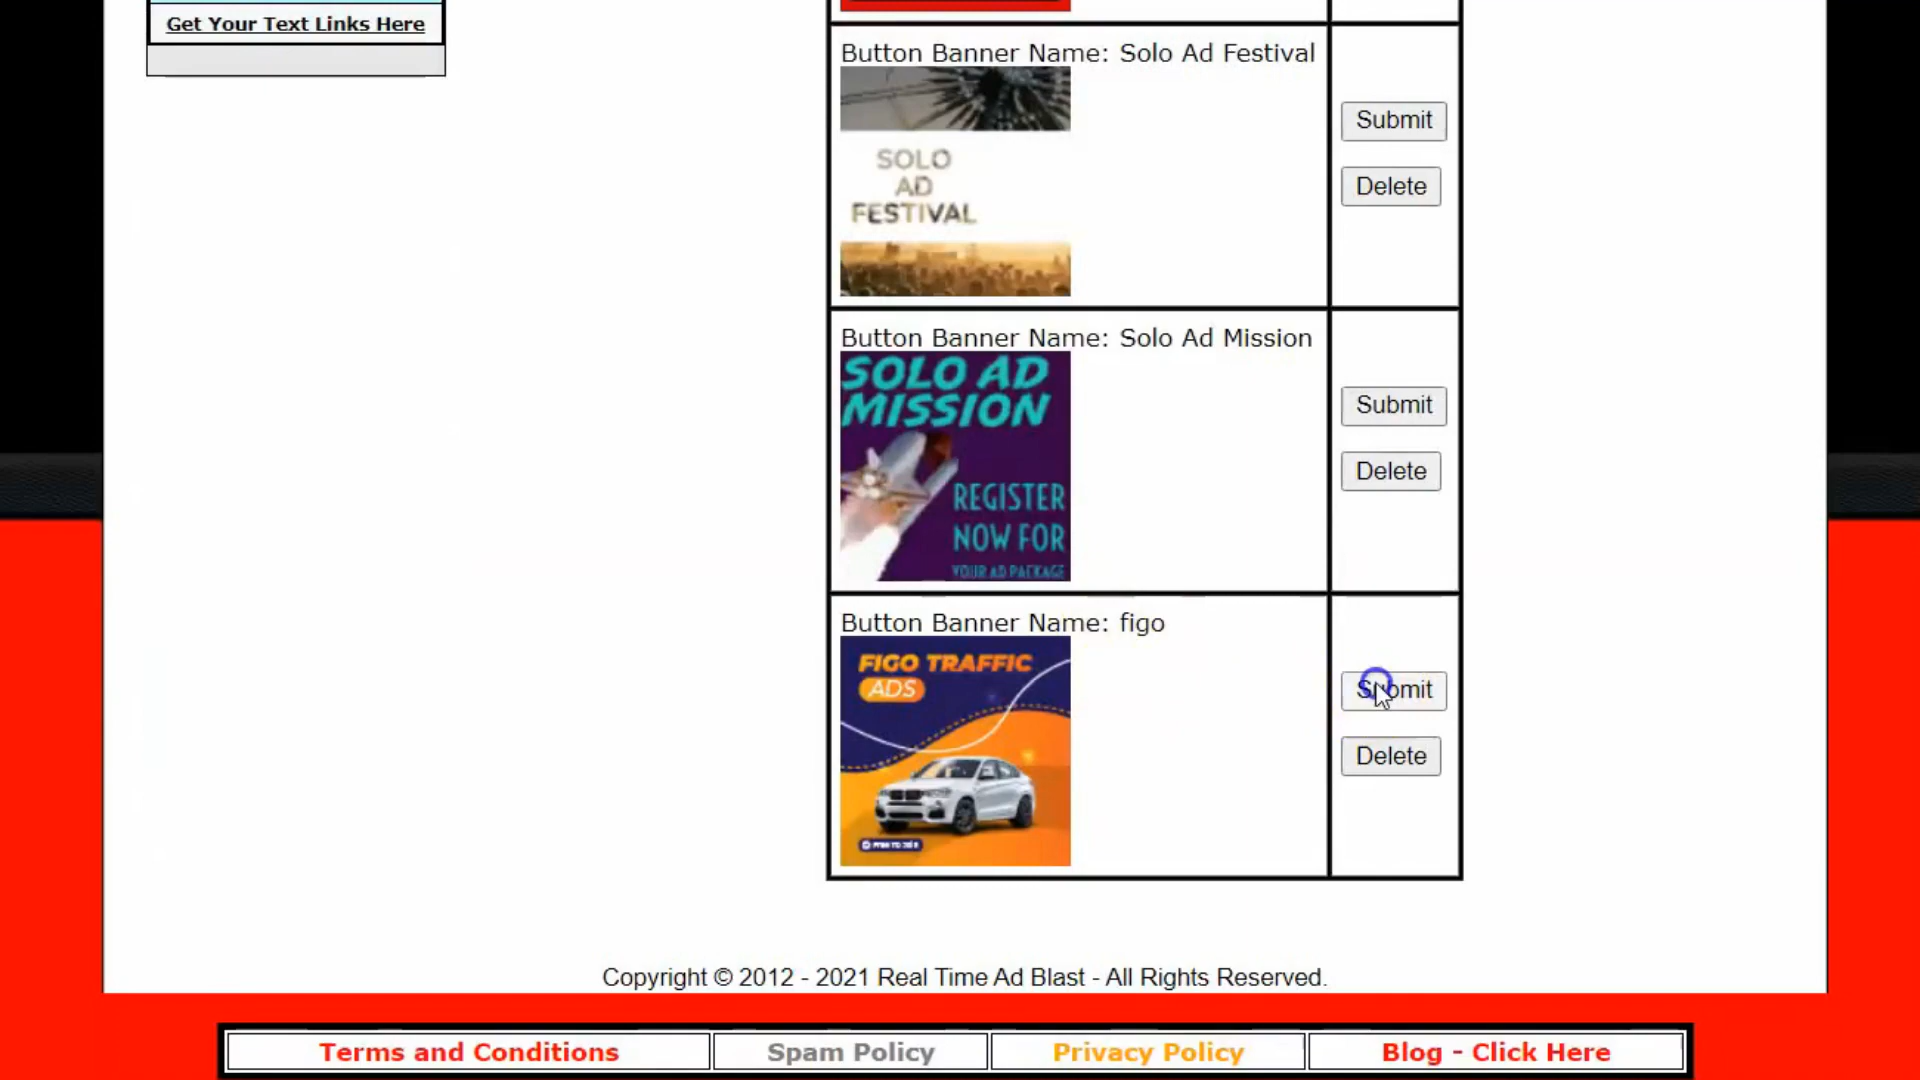 Get Your Text Links Here
Button Banner Name: Solo Ad Festival
SOLO
AD
FESTIVAL
Submit
Delete
Button Banner Name: Solo Ad Mission
SOLO AD
MISSION
REGISTER
NOW FOR
YOUR AD PACKAGE
Submit
Delete
Button Banner Name: figo
FIGO TRAFFIC
ADS
Submit
Delete
Copyright © 2012 - 2021 Real Time Ad Blast - All Rights Reserved.
Terms and Conditions
Spam Policy
Privacy Policy
Blog - Click Here